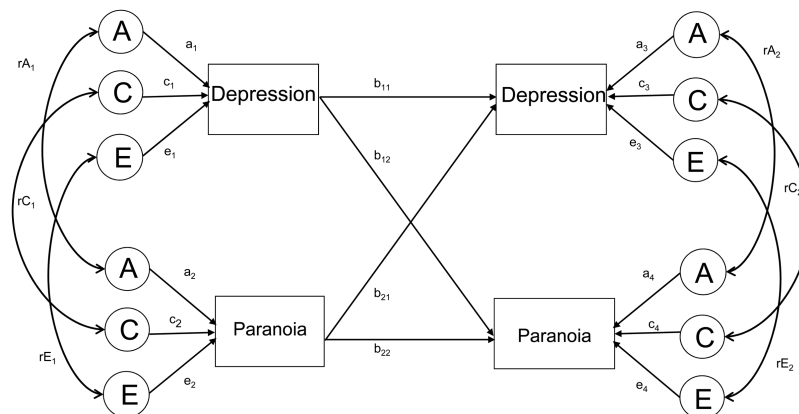 A
a₁
rA₁
C
c₁
Depression
b₁₁
Depression
a₃
A
rA₂
c₃
C
E
e₁
b₁₂
e₃
E
rC₁
rC₂
A
a₂
b₂₁
a₄
A
C
c₂
Paranoia
b₂₂
Paranoia
c₄
C
rE₁
E
e₂
e₄
E
rE₂